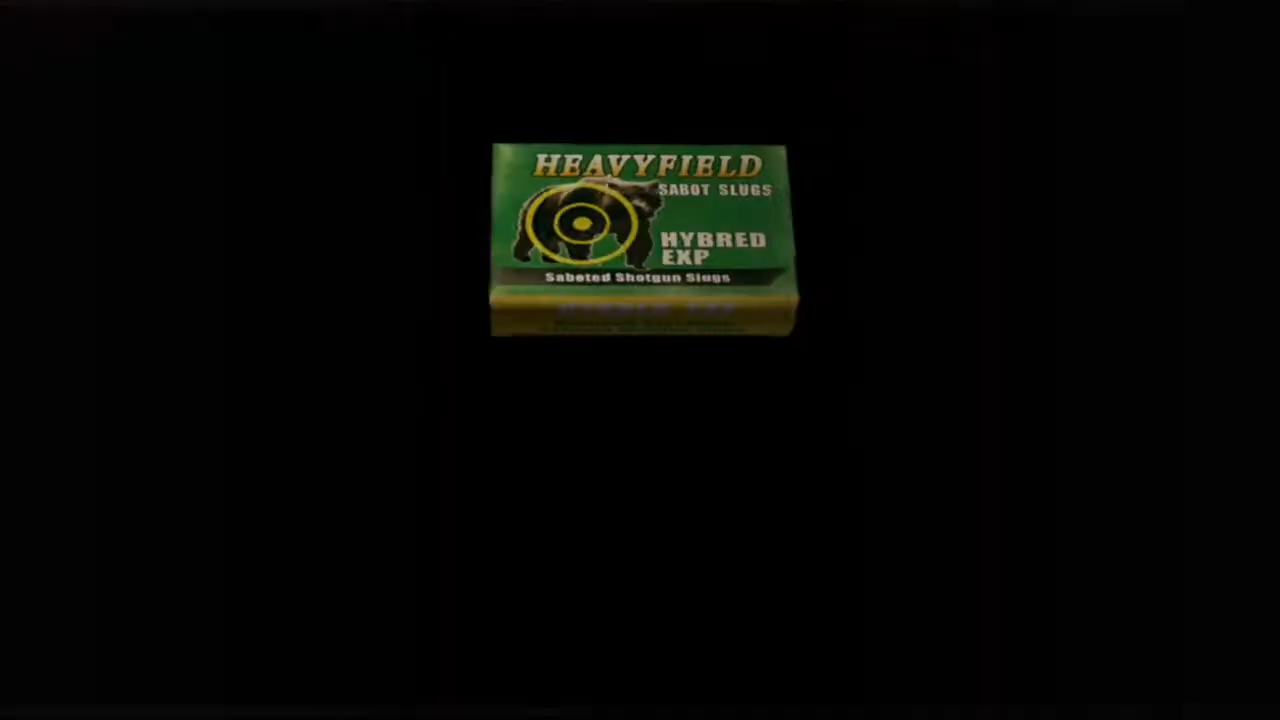 HEAVYFIELD
SABOT SLUGS
HYBRED
EXP
Saboted Shotgun Slugs